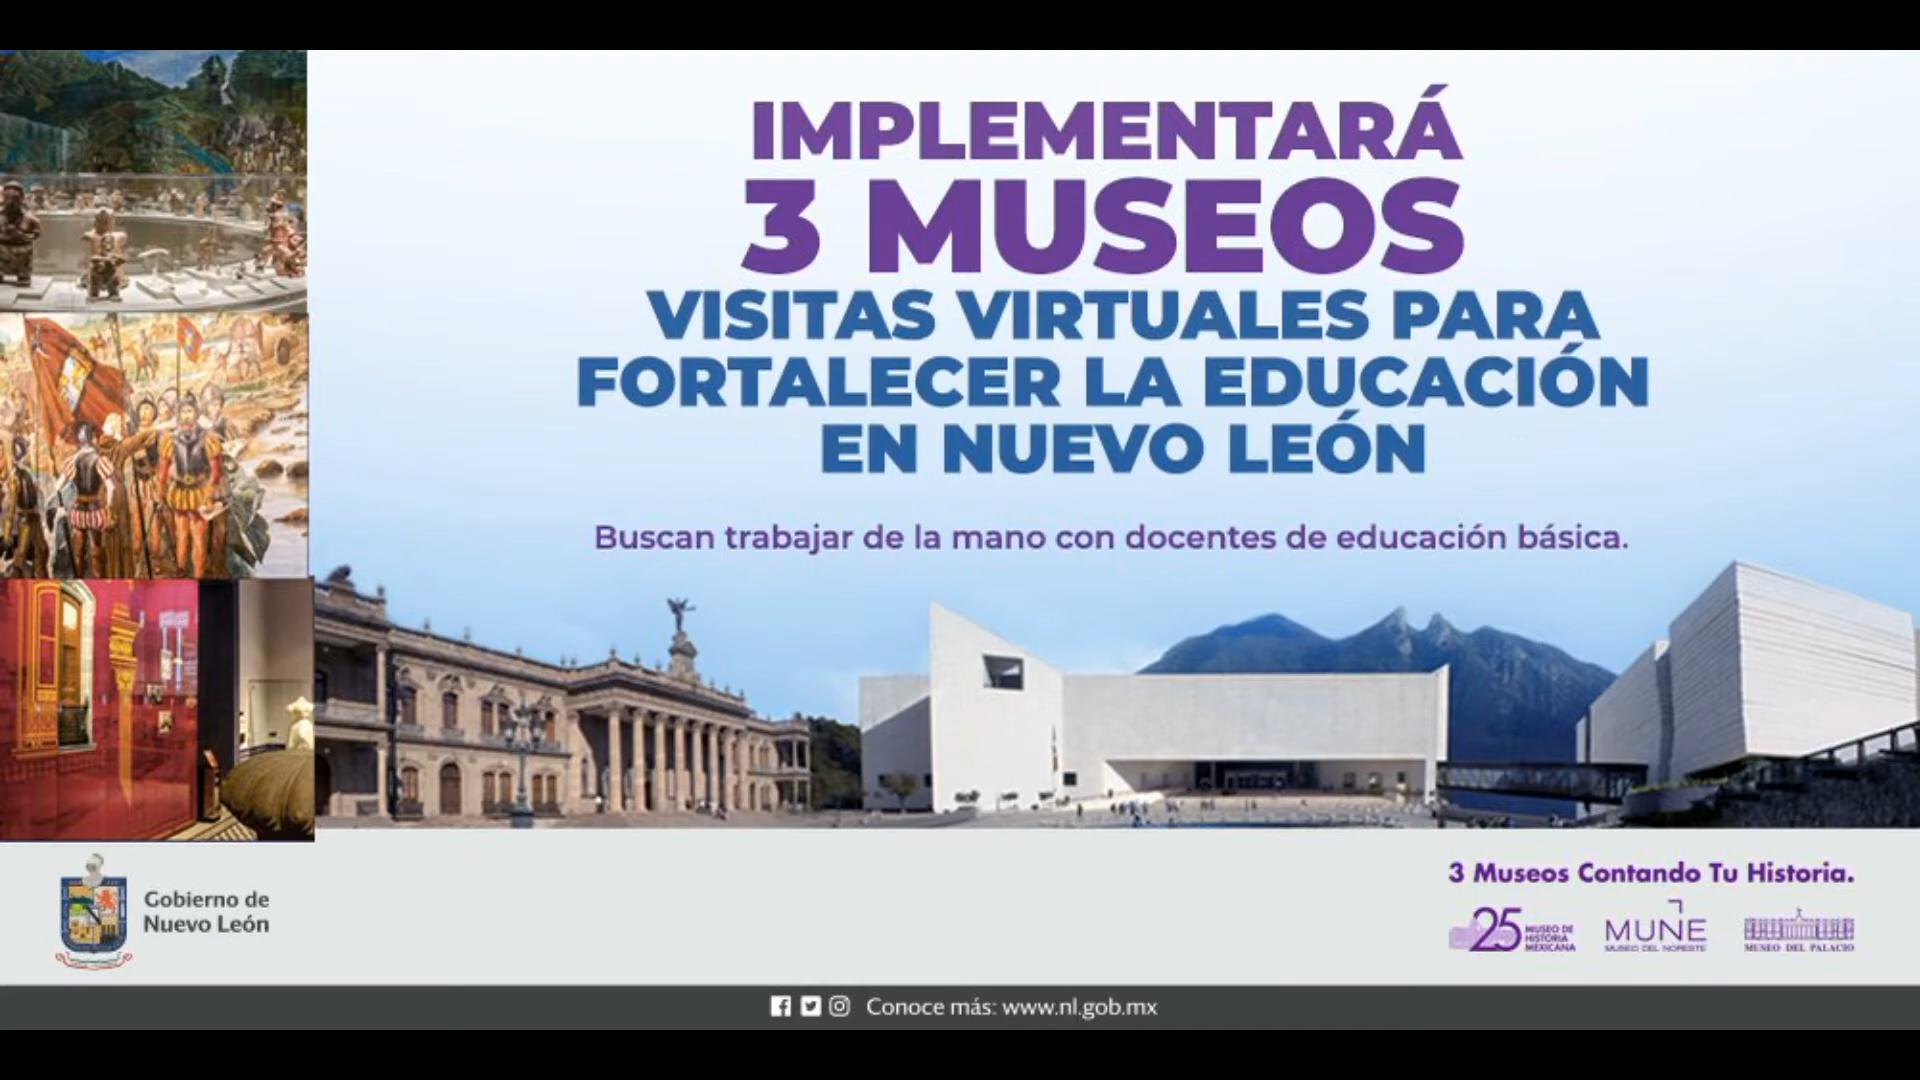 IMPLEMENTARÁ
3 MUSEOS
VISITAS VIRTUALES PARA
FORTALECER LA EDUCACIÓN
EN NUEVO LEÓN
Buscan trabajar de la mano con docentes de educación básica.
Gobierno de
Nuevo León
3 Museos Contando Tu Historia.
25 MUSEO DE
HISTORIA
MEXICANA
MUNE
MUSEO DEL NORESTE
MUSEO DEL PALACIO
Conoce más: www.nl.gob.mx